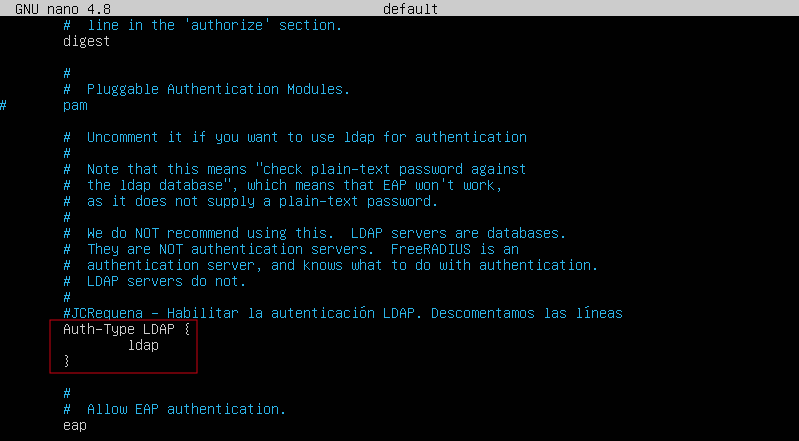 GNU nano 4.8 default
# line in the 'authorize' section.
digest
#
# Pluggable Authentication Modules.
# pam
# Uncomment it if you want to use ldap for authentication
#
# Note that this means "check plain-text password against
# the ldap database", which means that EAP won't work,
# as it does not supply a plain-text password.
#
# We do NOT recommend using this. LDAP servers are databases.
# They are NOT authentication servers. FreeRADIUS is an
# authentication server, and knows what to do with authentication.
# LDAP servers do not.
#
#JCRequena - Habilitar la autenticación LDAP. Descomentamos las líneas
Auth-Type LDAP {
ldap
}
#
# Allow EAP authentication.
eap